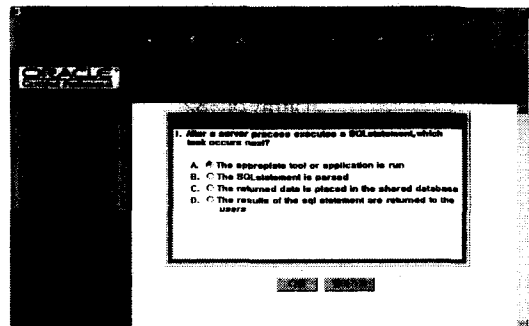 ORACLE
1. After a server process executes a SQLstatement,which
task occurs next?
A. The appropiate tool or application is run
B. The SQLstatement is parsed
C. The returned data is placed in the shared database
D. The results of the sql statement are returned to the
users